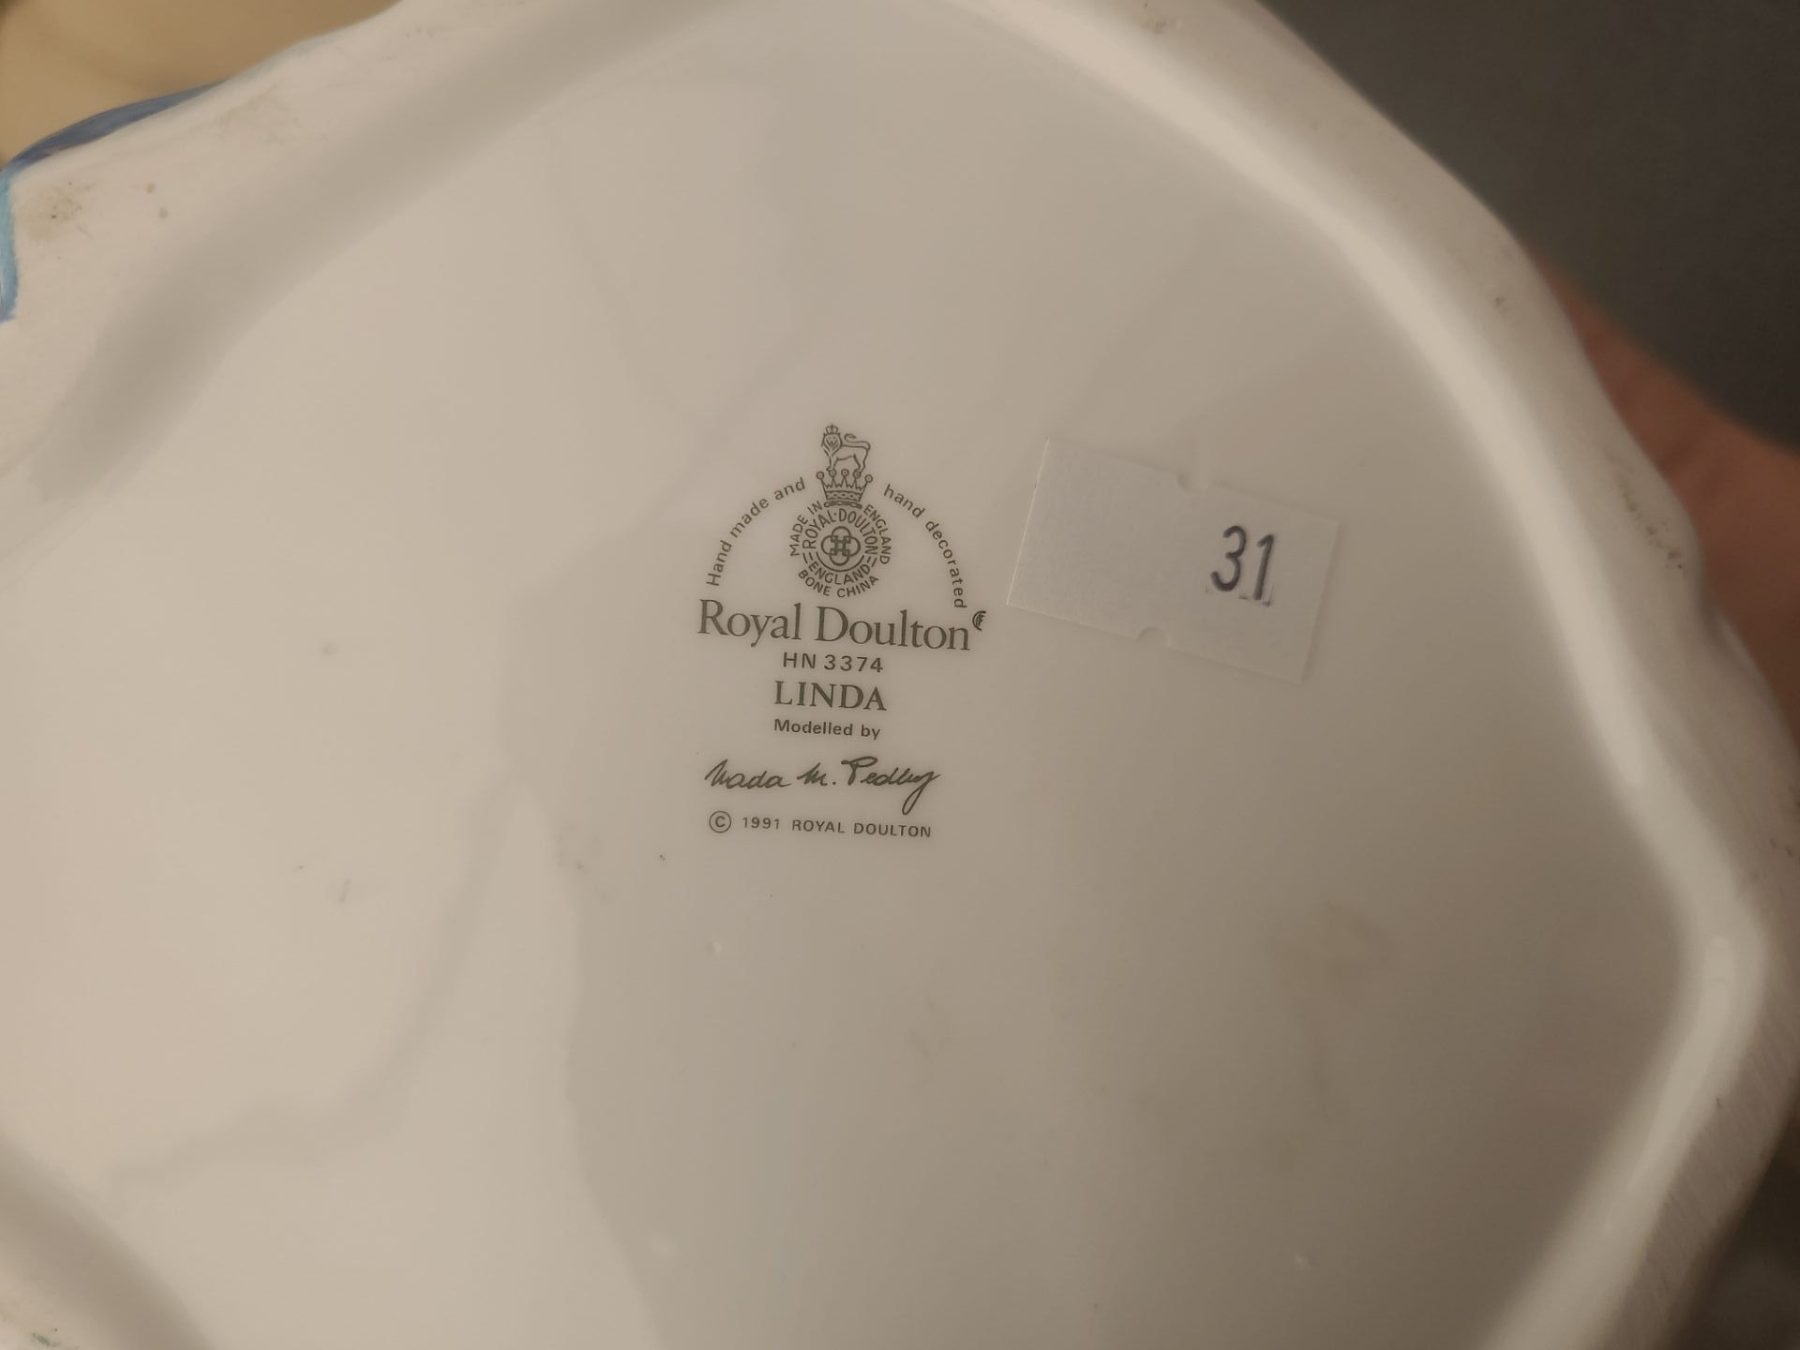 Hand made and hand decorated
MADE IN ENGLAND
ROYAL·DOULTON
ENGLAND
BONE CHINA
Royal Doulton
HN 3374
LINDA
Modelled by
Nada M. Pedley
© 1991 ROYAL DOULTON
31